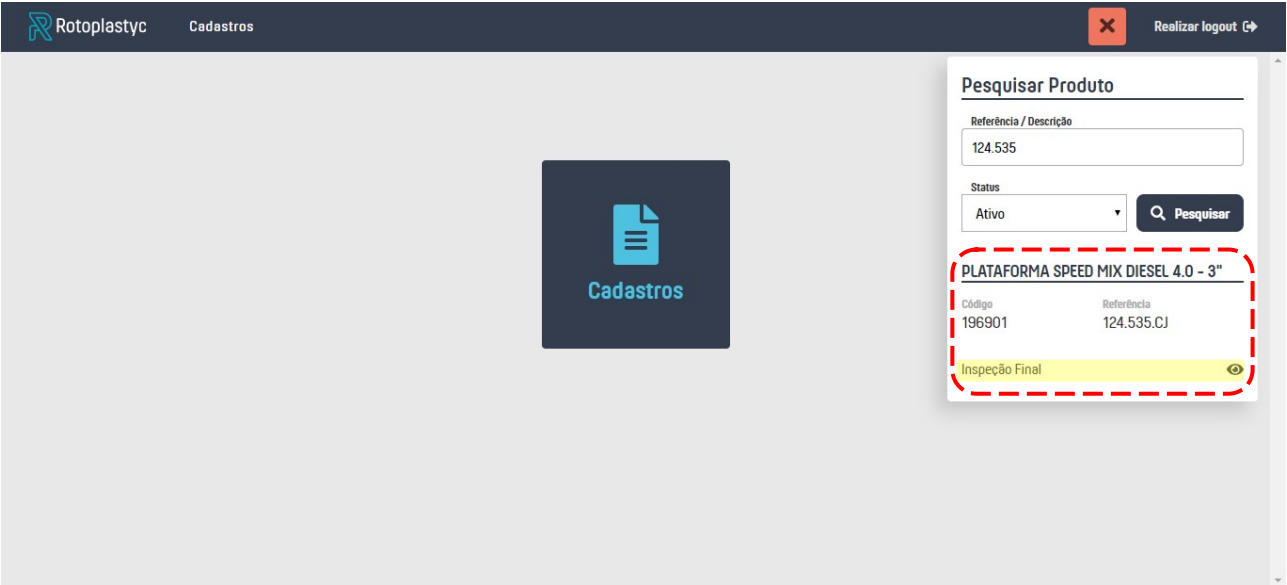 Rotoplastyc Cadastros Realizar logout
Pesquisar Produto
Referência / Descrição
124.535
Status
Ativo Pesquisar
Cadastros
PLATAFORMA SPEED MIX DIESEL 4.0 - 3"
Código Referência
196901 124.535.CJ
Inspeção Final